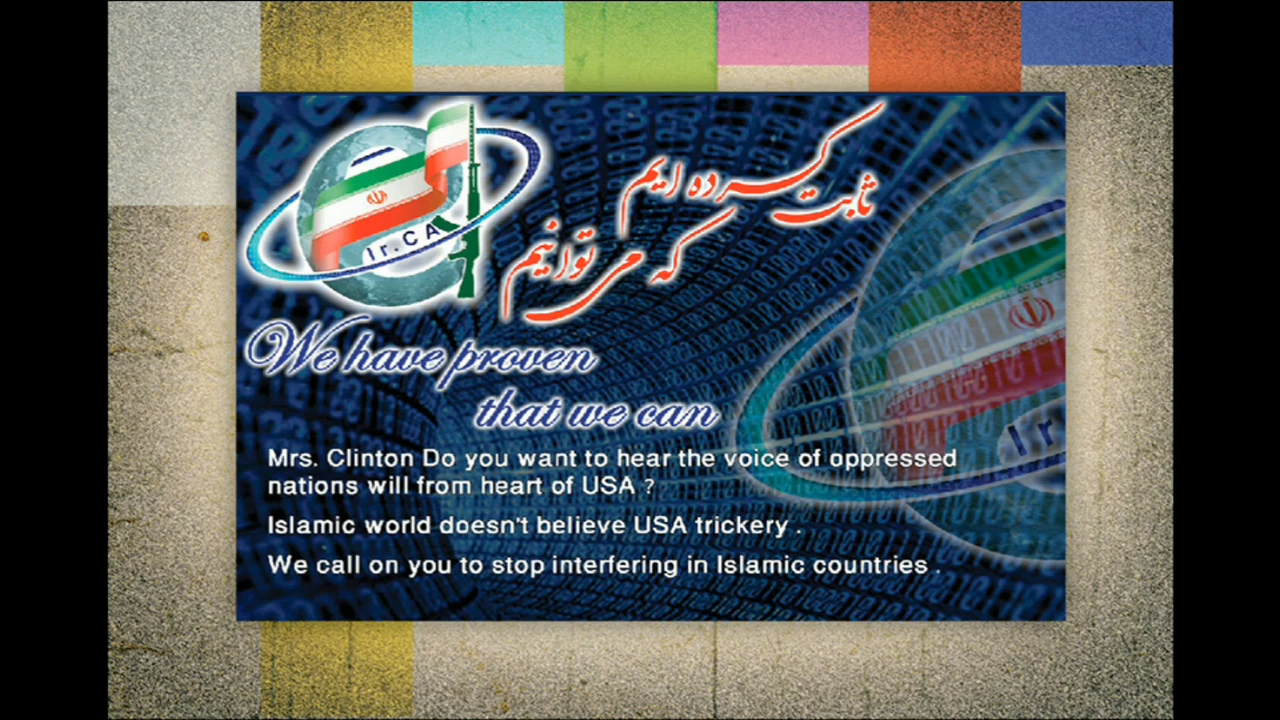 Ir.CA
ثابت کرده ایم
که می توانیم
We have proven
that we can
Mrs. Clinton Do you want to hear the voice of oppressed
nations will from heart of USA ?
Islamic world doesn't believe USA trickery .
We call on you to stop interfering in Islamic countries .
Ir